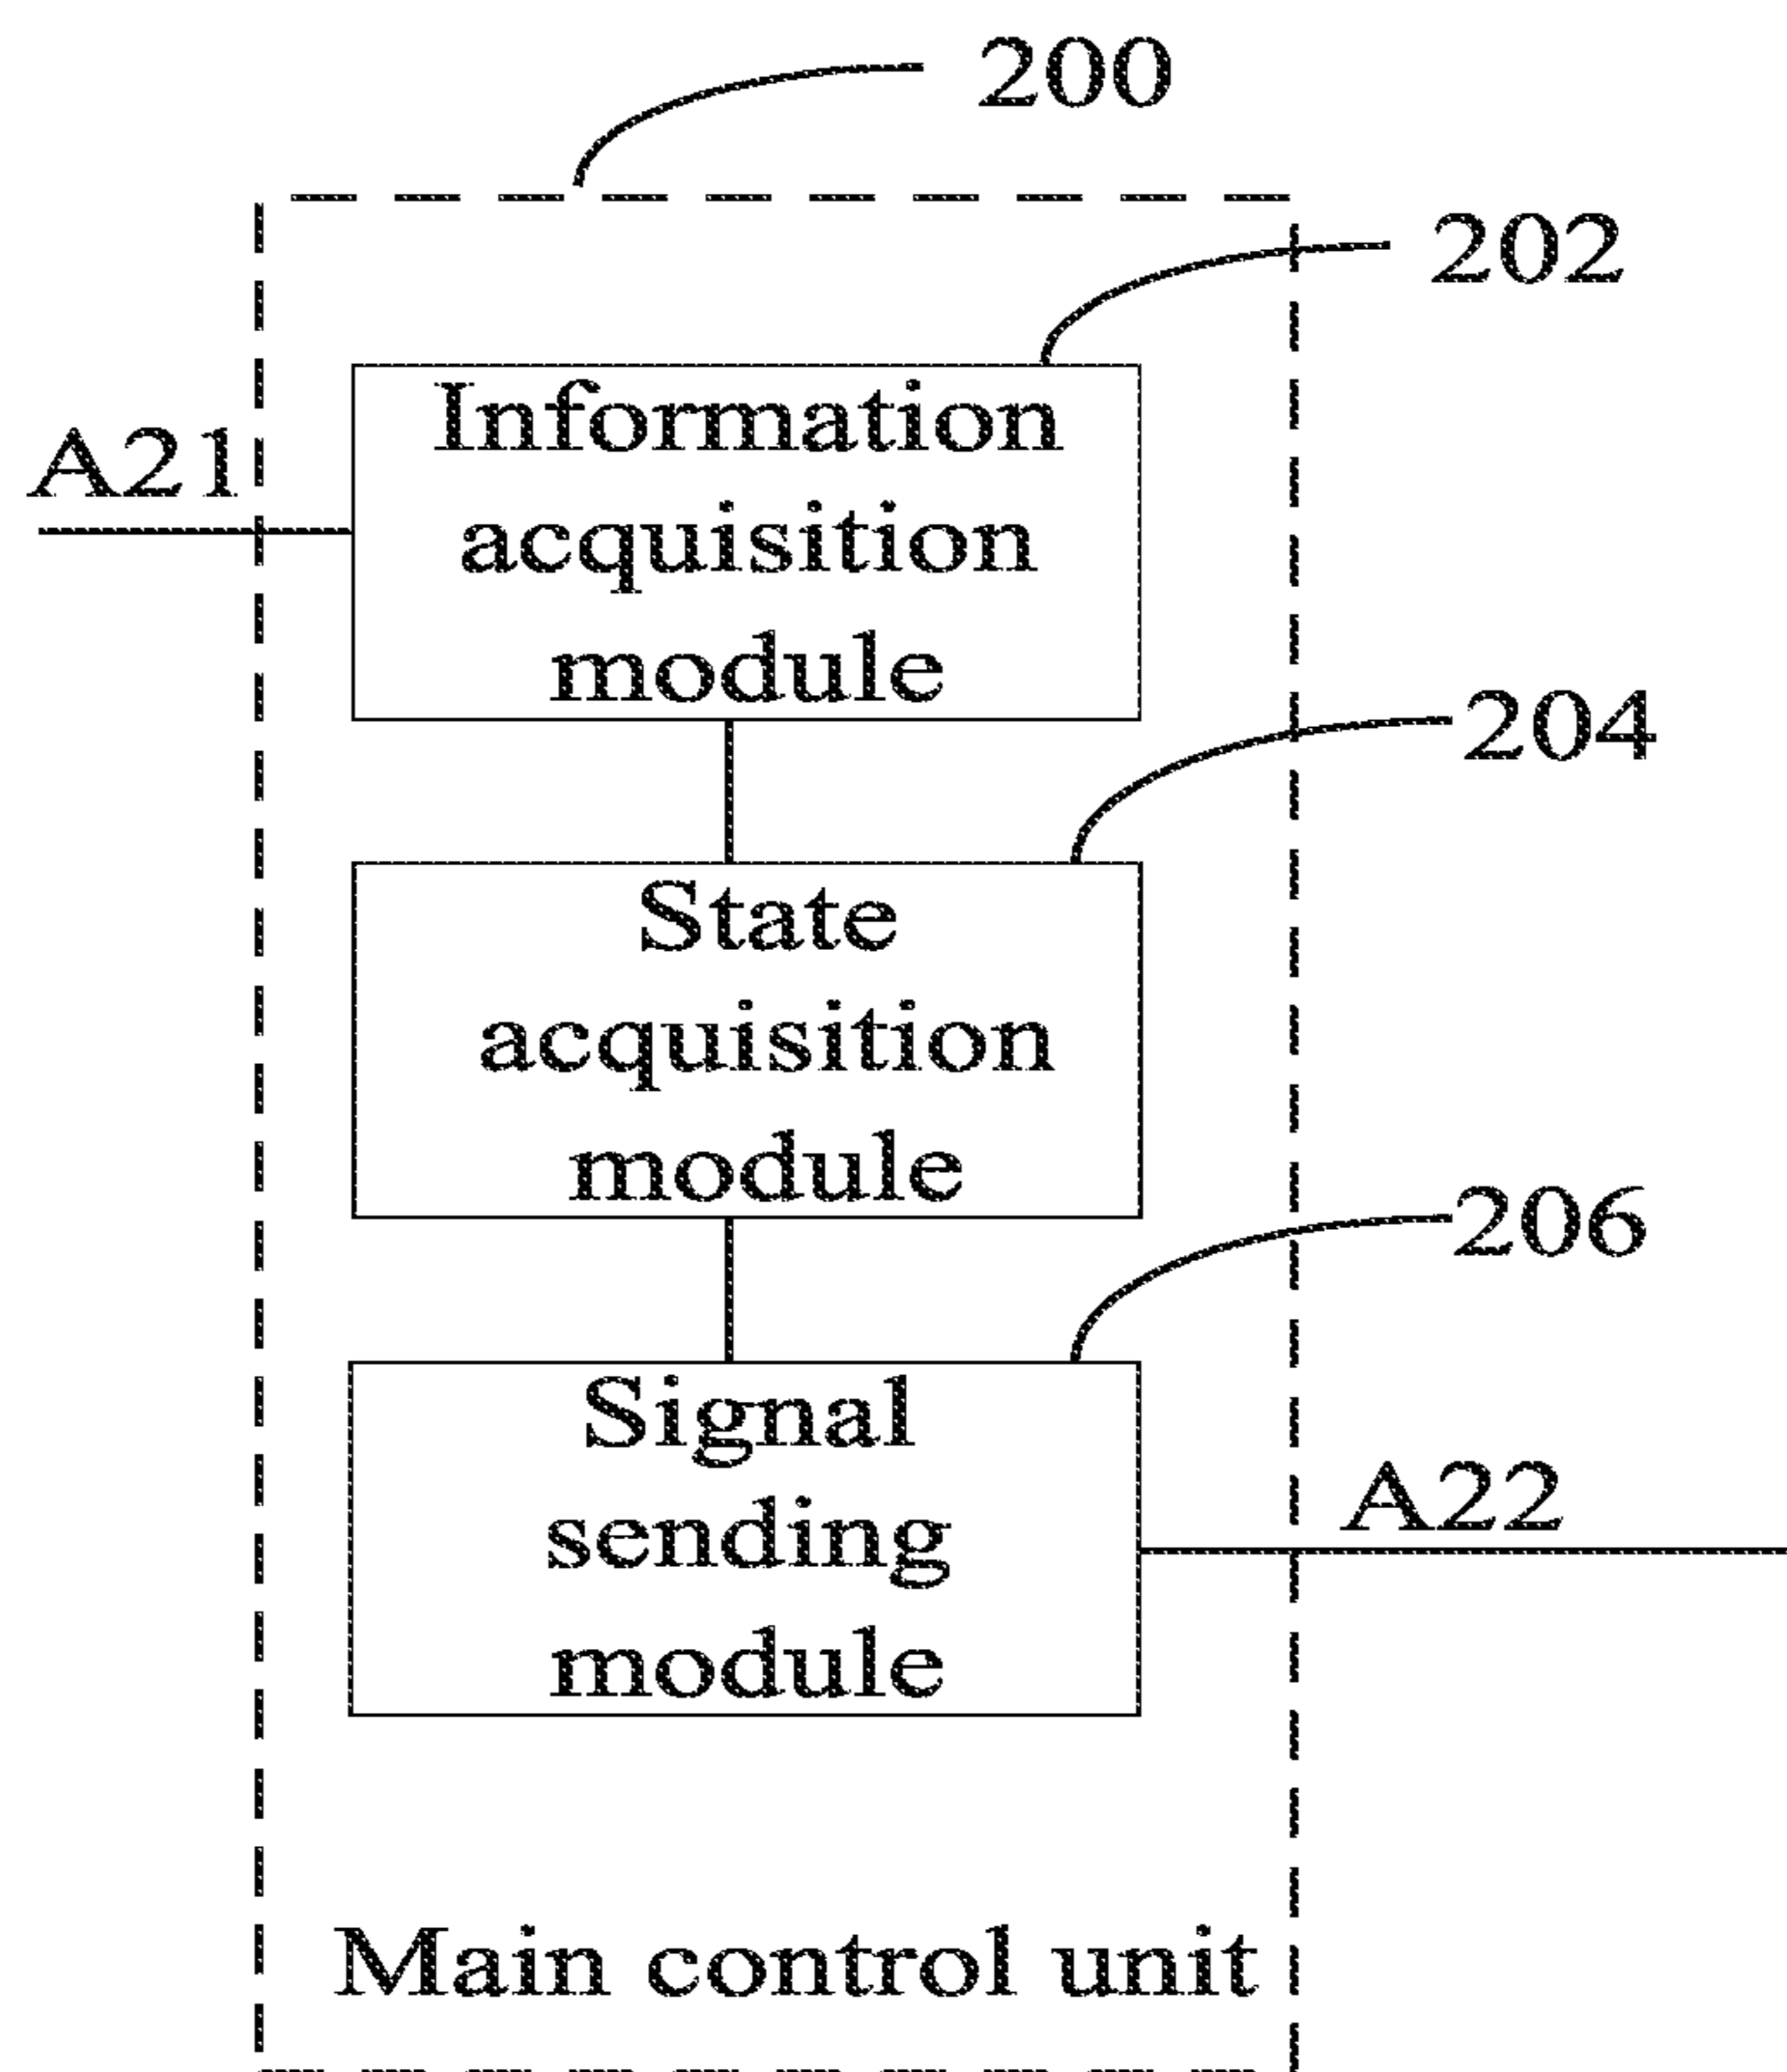 200
202
Information
acquisition
module
A21
204
State
acquisition
module
206
Signal
sending
module
A22
Main control unit